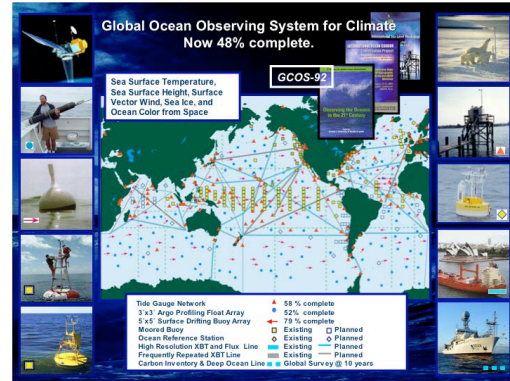 Global Ocean Observing System for Climate
Now 48% complete.
Sea Surface Temperature,
Sea Surface Height, Surface
Vector Wind, Sea Ice, and
Ocean Color from Space
GCOS-92
Observing the Oceans
in the 21st Century
Tide Gauge Network 58 % complete
3˚x3˚ Argo Profiling Float Array 52% complete
5˚x5˚ Surface Drifting Buoy Array 79 % complete
Moored Buoy Existing Planned
Ocean Reference Station Existing Planned
High Resolution XBT and Flux Line Existing Planned
Frequently Repeated XBT Line Existing Planned
Carbon Inventory & Deep Ocean Line Global Survey @ 10 years